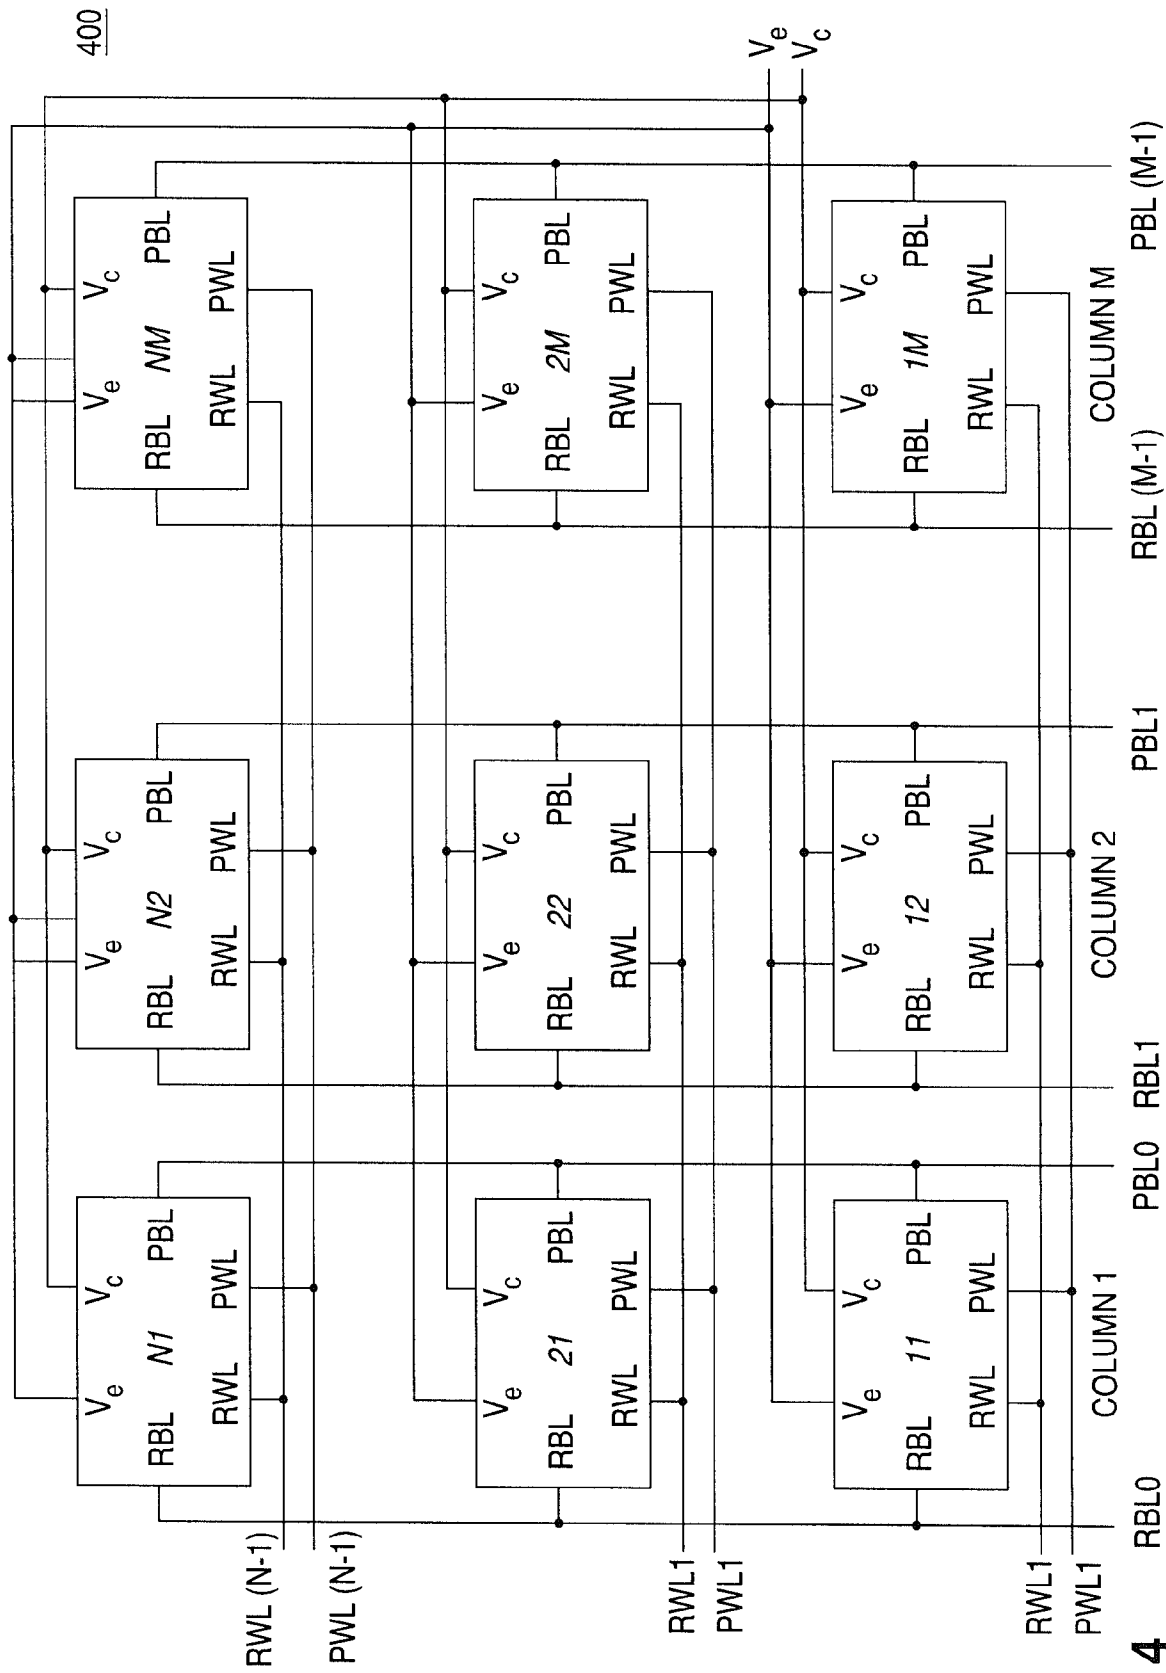 400
Ve Vc Ve Vc Ve Vc
RBL N1 PBL RBL N2 PBL RBL NM PBL
RWL PWL RWL PWL RWL PWL
RWL (N-1)
PWL (N-1)
Ve Vc Ve Vc Ve Vc
RBL 21 PBL RBL 22 PBL RBL 2M PBL
RWL PWL RWL PWL RWL PWL
RWL1
PWL1
Ve
Vc
Ve Vc Ve Vc Ve Vc
RBL 11 PBL RBL 12 PBL RBL 1M PBL
RWL PWL RWL PWL RWL PWL
RWL1
PWL1
COLUMN 1 COLUMN 2 COLUMN M
RBL0 PBL0 RBL1 PBL1 RBL (M-1) PBL (M-1)
4